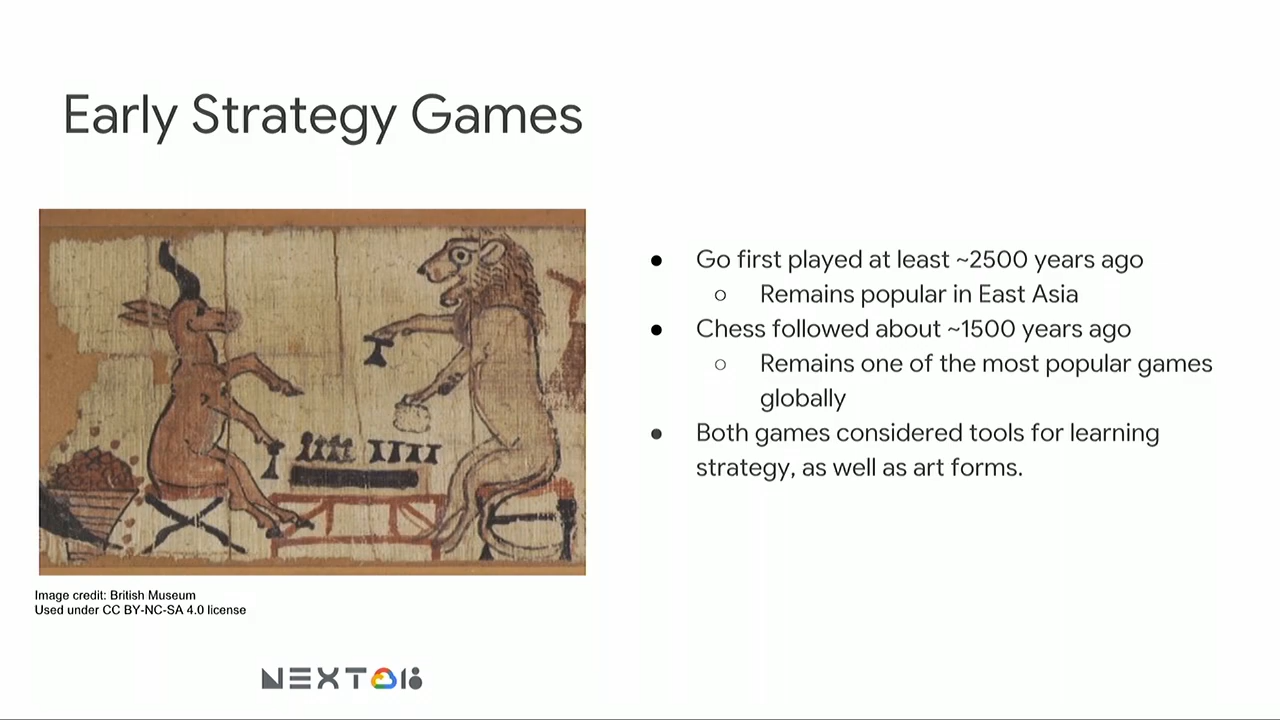 Early Strategy Games
● Go first played at least ~2500 years ago
○ Remains popular in East Asia
● Chess followed about ~1500 years ago
○ Remains one of the most popular games
globally
● Both games considered tools for learning
strategy, as well as art forms.
Image credit: British Museum
Used under CC BY-NC-SA 4.0 license
NEXT 18